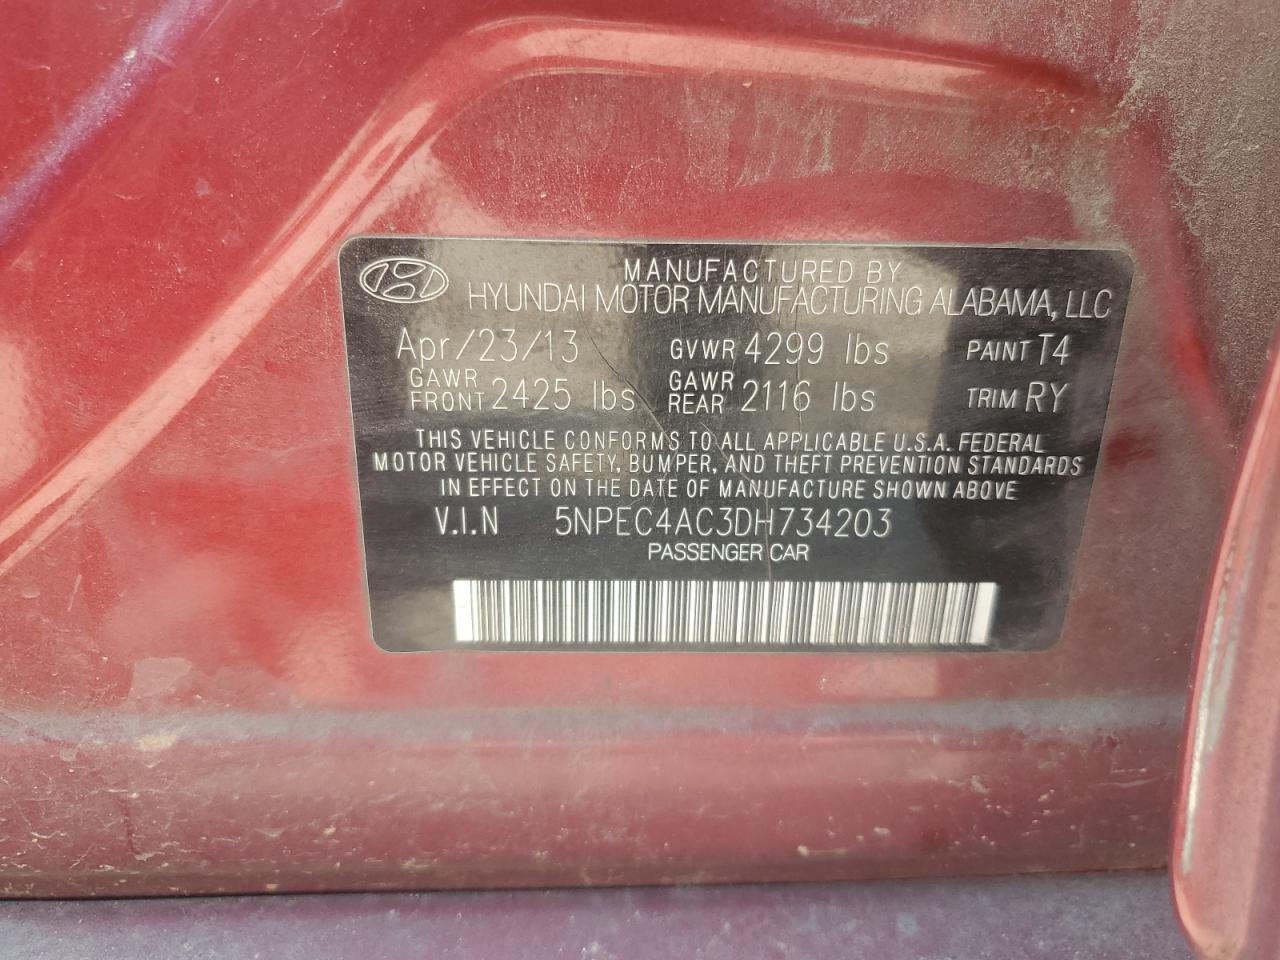 MANUFACTURED BY
HYUNDAI MOTOR MANUFACTURING ALABAMA, LLC
Apr/23/13 GVWR 4299 lbs PAINT T4
GAWR FRONT 2425 lbs GAWR REAR 2116 lbs TRIM RY
THIS VEHICLE CONFORMS TO ALL APPLICABLE U.S.A. FEDERAL
MOTOR VEHICLE SAFETY, BUMPER, AND THEFT PREVENTION STANDARDS
IN EFFECT ON THE DATE OF MANUFACTURE SHOWN ABOVE
V.I.N 5NPEC4AC3DH734203
PASSENGER CAR